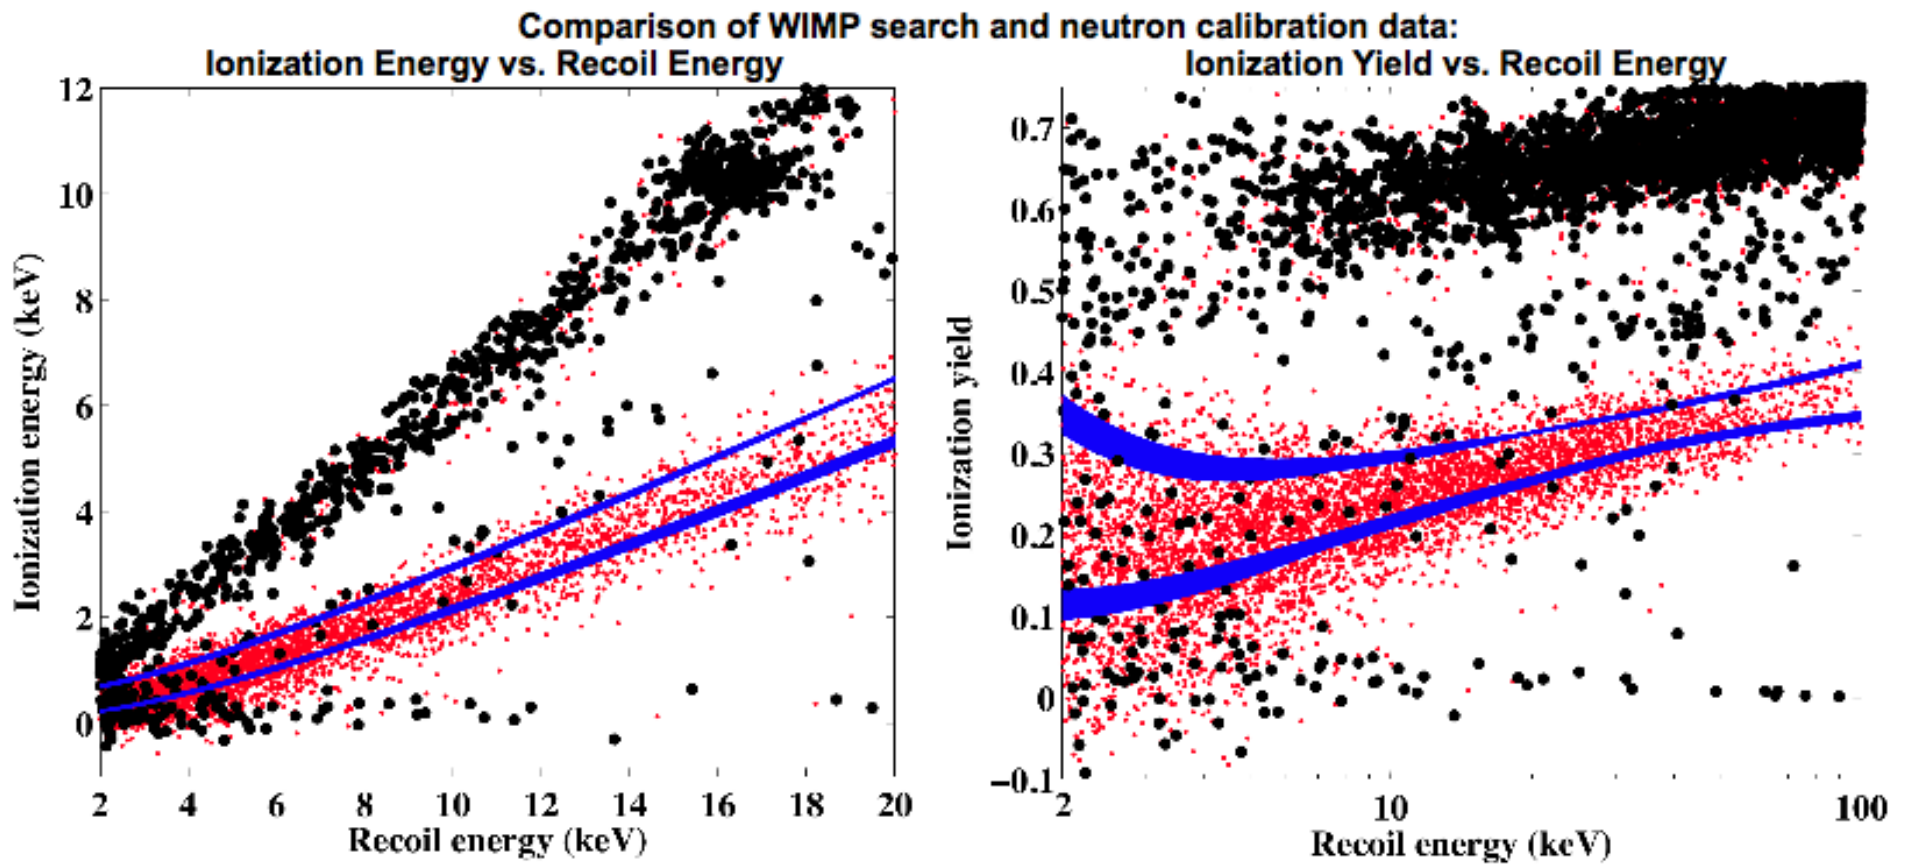 Comparison of WIMP search and neutron calibration data:
Ionization Energy vs. Recoil Energy
Ionization Yield vs. Recoil Energy
Ionization energy (keV)
12
10
8
6
4
2
0
2 4 6 8 10 12 14 16 18 20
Recoil energy (keV)
Ionization yield
0.7
0.6
0.5
0.4
0.3
0.2
0.1
0
−0.1
2 10 100
Recoil energy (keV)